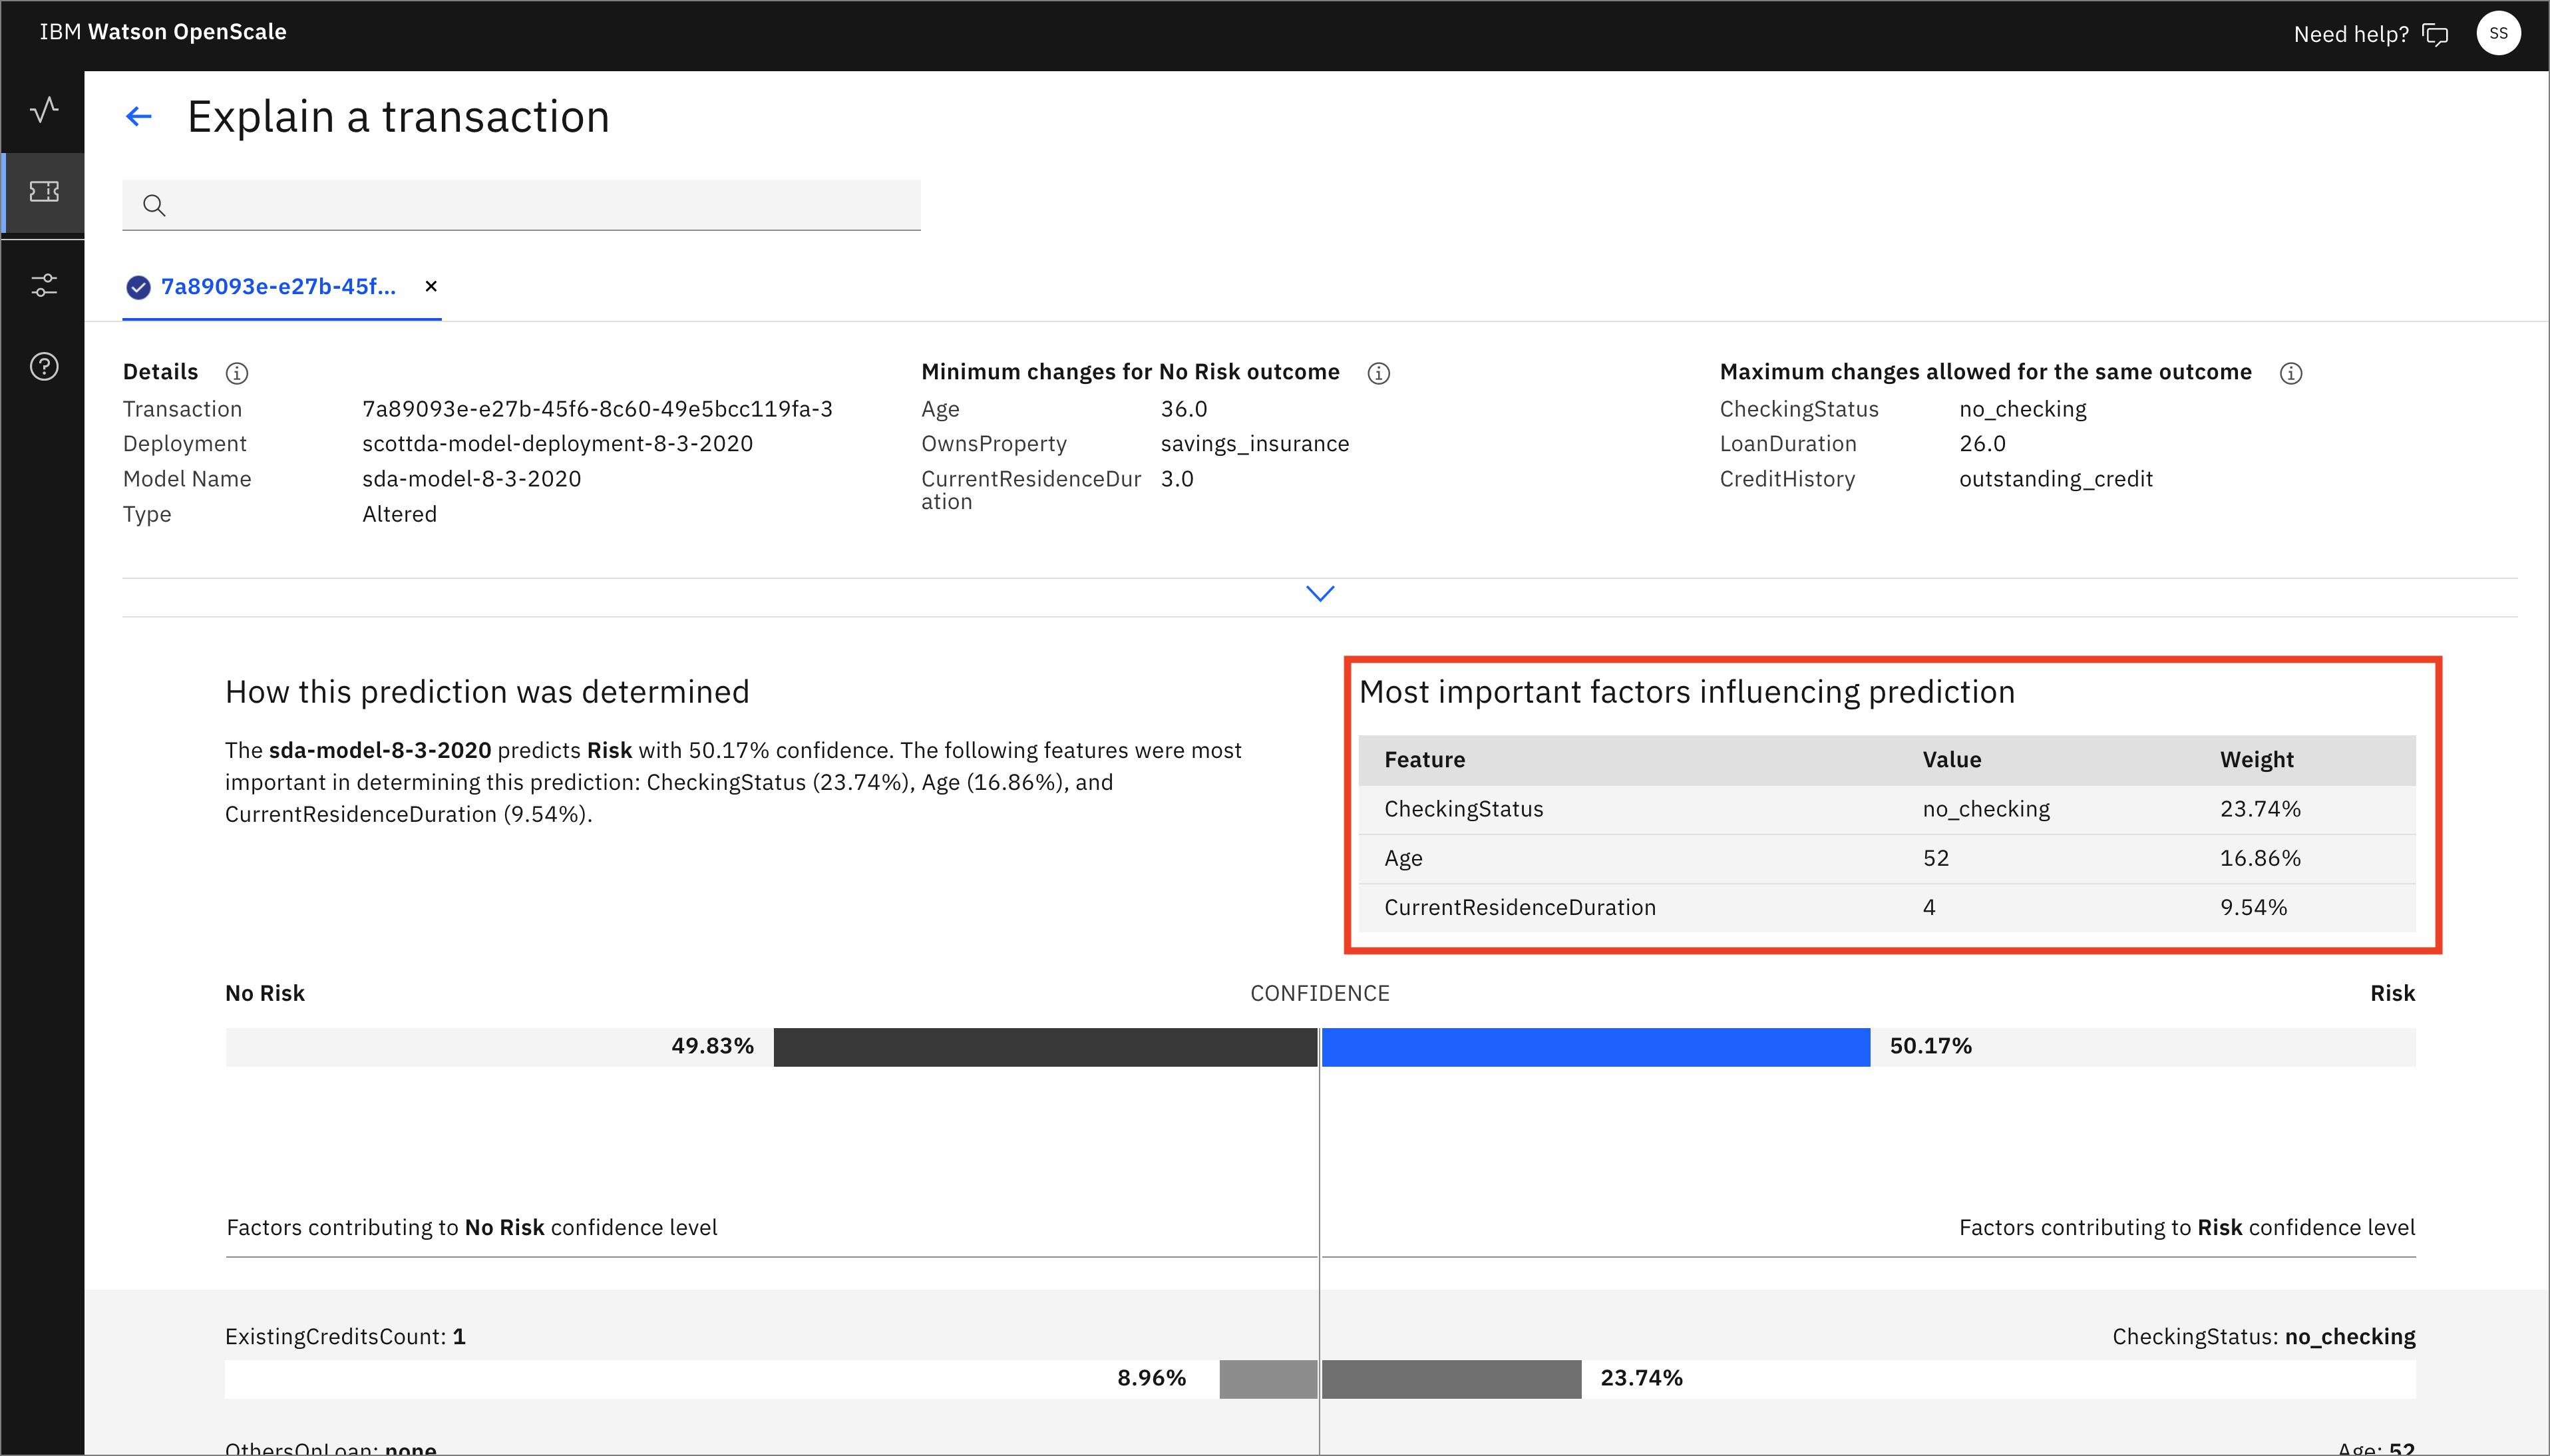 IBM Watson OpenScale
Need help?
SS
Explain a transaction
7a89093e-e27b-45f...
Details
Transaction 7a89093e-e27b-45f6-8c60-49e5bcc119fa-3
Deployment scottda-model-deployment-8-3-2020
Model Name sda-model-8-3-2020
Type Altered
Minimum changes for No Risk outcome
Age 36.0
OwnsProperty savings_insurance
CurrentResidenceDur 3.0
ation
Maximum changes allowed for the same outcome
CheckingStatus no_checking
LoanDuration 26.0
CreditHistory outstanding_credit
How this prediction was determined
The sda-model-8-3-2020 predicts Risk with 50.17% confidence. The following features were most
important in determining this prediction: CheckingStatus (23.74%), Age (16.86%), and
CurrentResidenceDuration (9.54%).
Most important factors influencing prediction
Feature Value Weight
CheckingStatus no_checking 23.74%
Age 52 16.86%
CurrentResidenceDuration 4 9.54%
No Risk CONFIDENCE Risk
49.83% 50.17%
Factors contributing to No Risk confidence level
Factors contributing to Risk confidence level
ExistingCreditsCount: 1
CheckingStatus: no_checking
8.96% 23.74%
OthersOnLoan: none
Age: 52